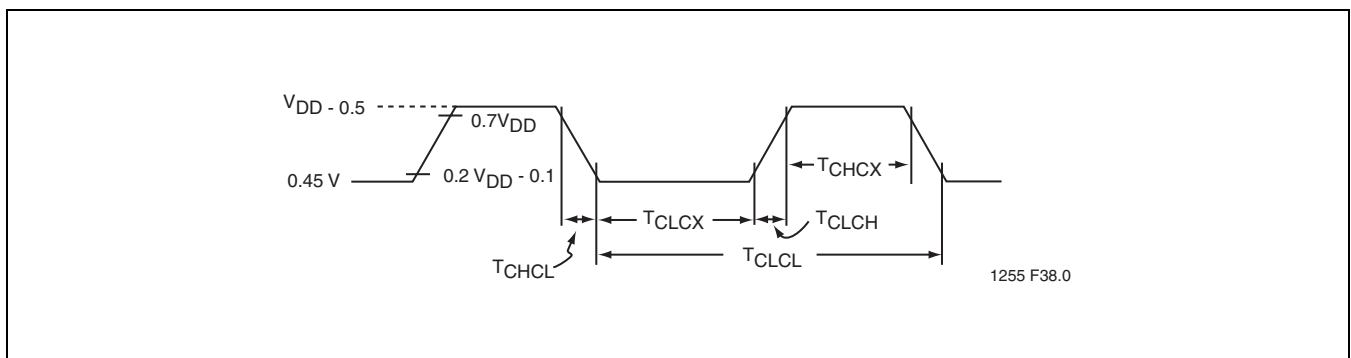 VDD - 0.5
0.7VDD
0.45 V
0.2 VDD - 0.1
TCHCX
TCLCX
TCLCH
TCHCL
TCLCL
1255 F38.0